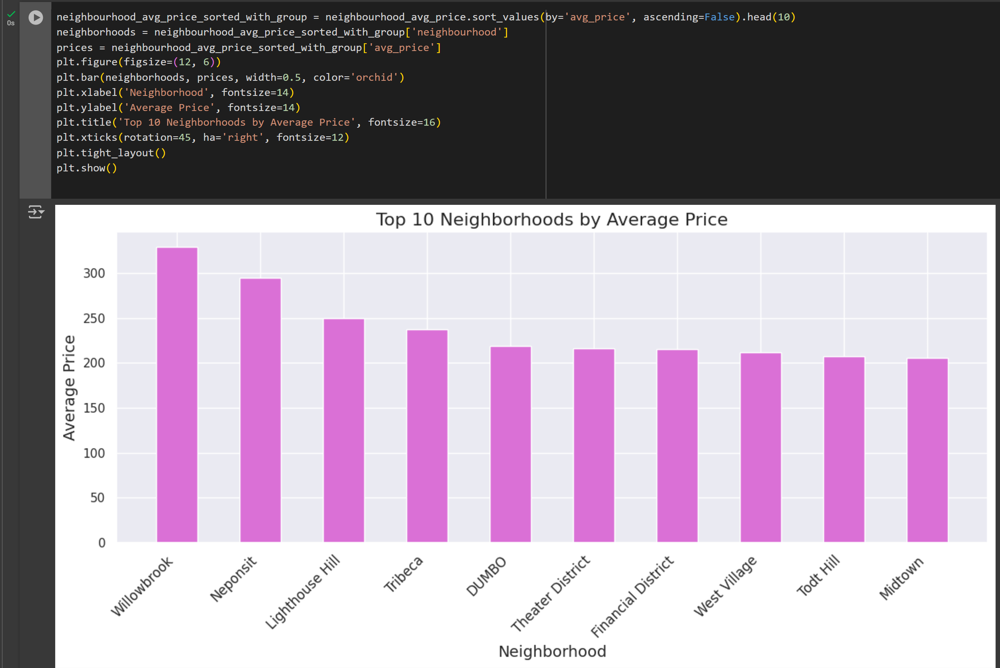 neighbourhood_avg_price_sorted_with_group = neighbourhood_avg_price.sort_values(by='avg_price', ascending=False).head(10)
neighborhoods = neighbourhood_avg_price_sorted_with_group['neighbourhood']
prices = neighbourhood_avg_price_sorted_with_group['avg_price']
plt.figure(figsize=(12, 6))
plt.bar(neighborhoods, prices, width=0.5, color='orchid')
plt.xlabel('Neighborhood', fontsize=14)
plt.ylabel('Average Price', fontsize=14)
plt.title('Top 10 Neighborhoods by Average Price', fontsize=16)
plt.xticks(rotation=45, ha='right', fontsize=12)
plt.tight_layout()
plt.show()
0s
Top 10 Neighborhoods by Average Price
Average Price
300
250
200
150
100
50
0
Willowbrook
Neponsit
Lighthouse Hill
Tribeca
DUMBO
Theater District
Financial District
West Village
Todt Hill
Midtown
Neighborhood